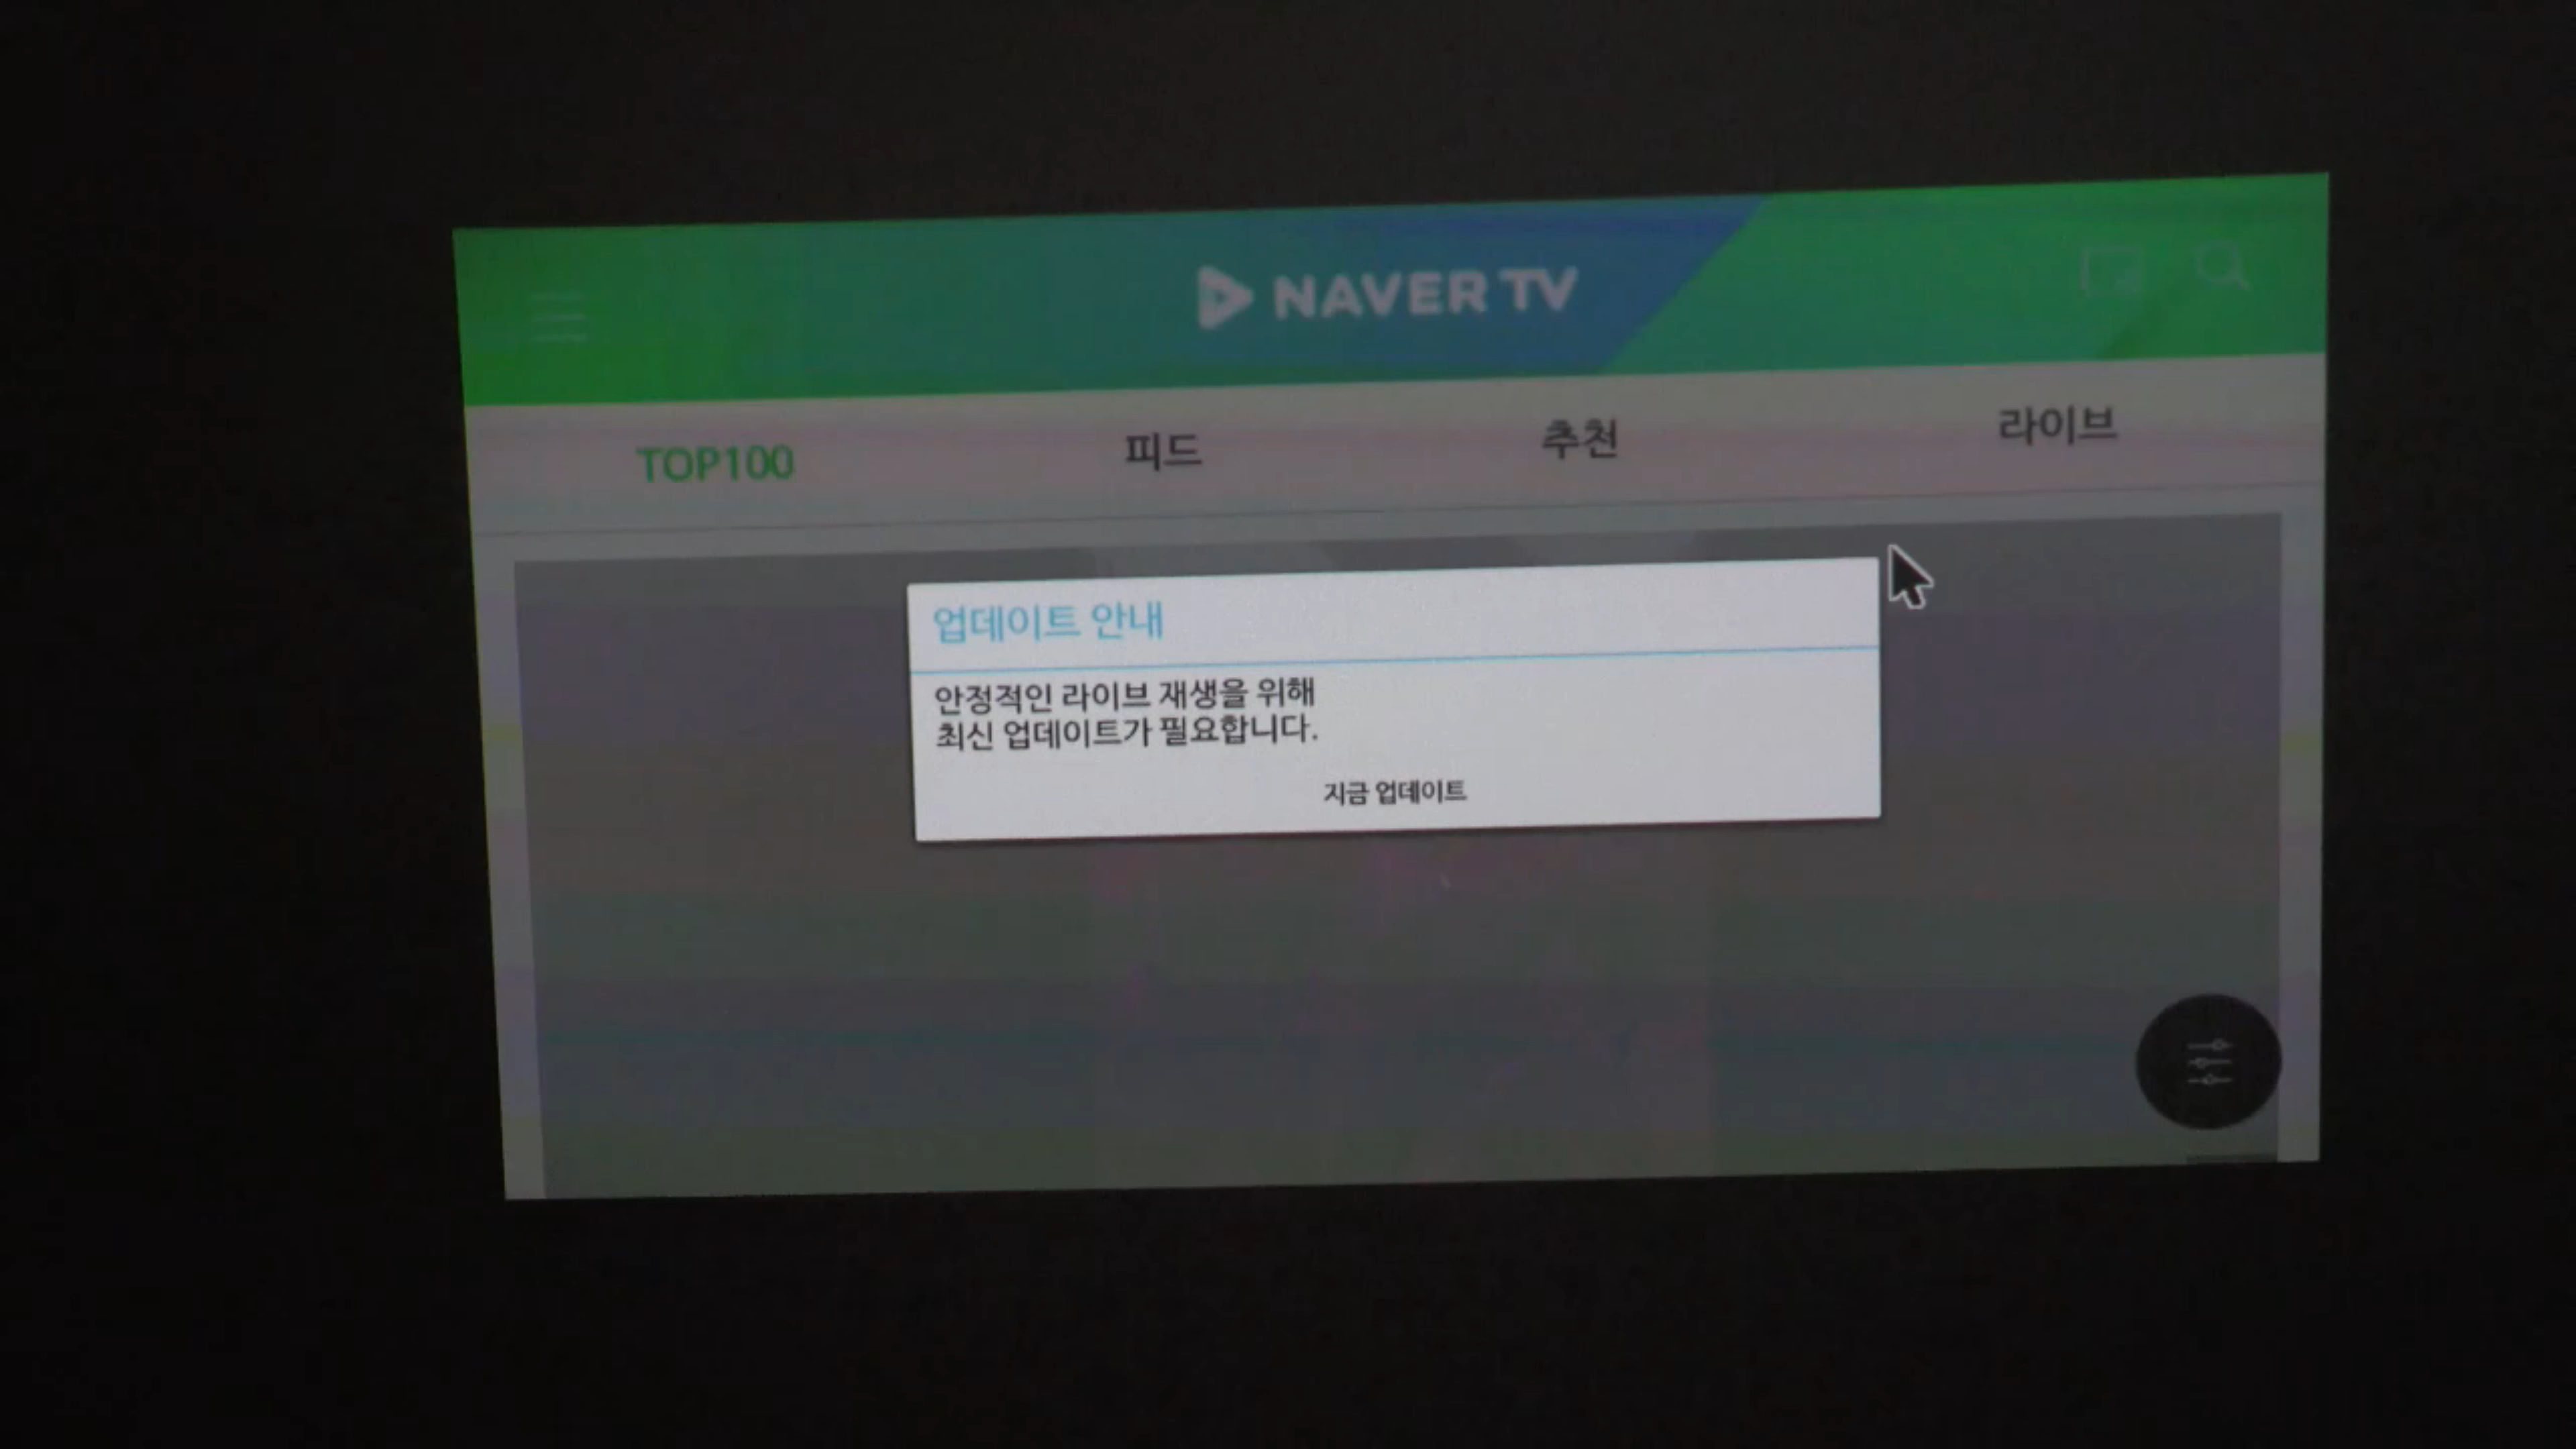 NAVER TV
TOP100
피드
추천
라이브
업데이트 안내
안정적인 라이브 재생을 위해
최신 업데이트가 필요합니다.
지금 업데이트